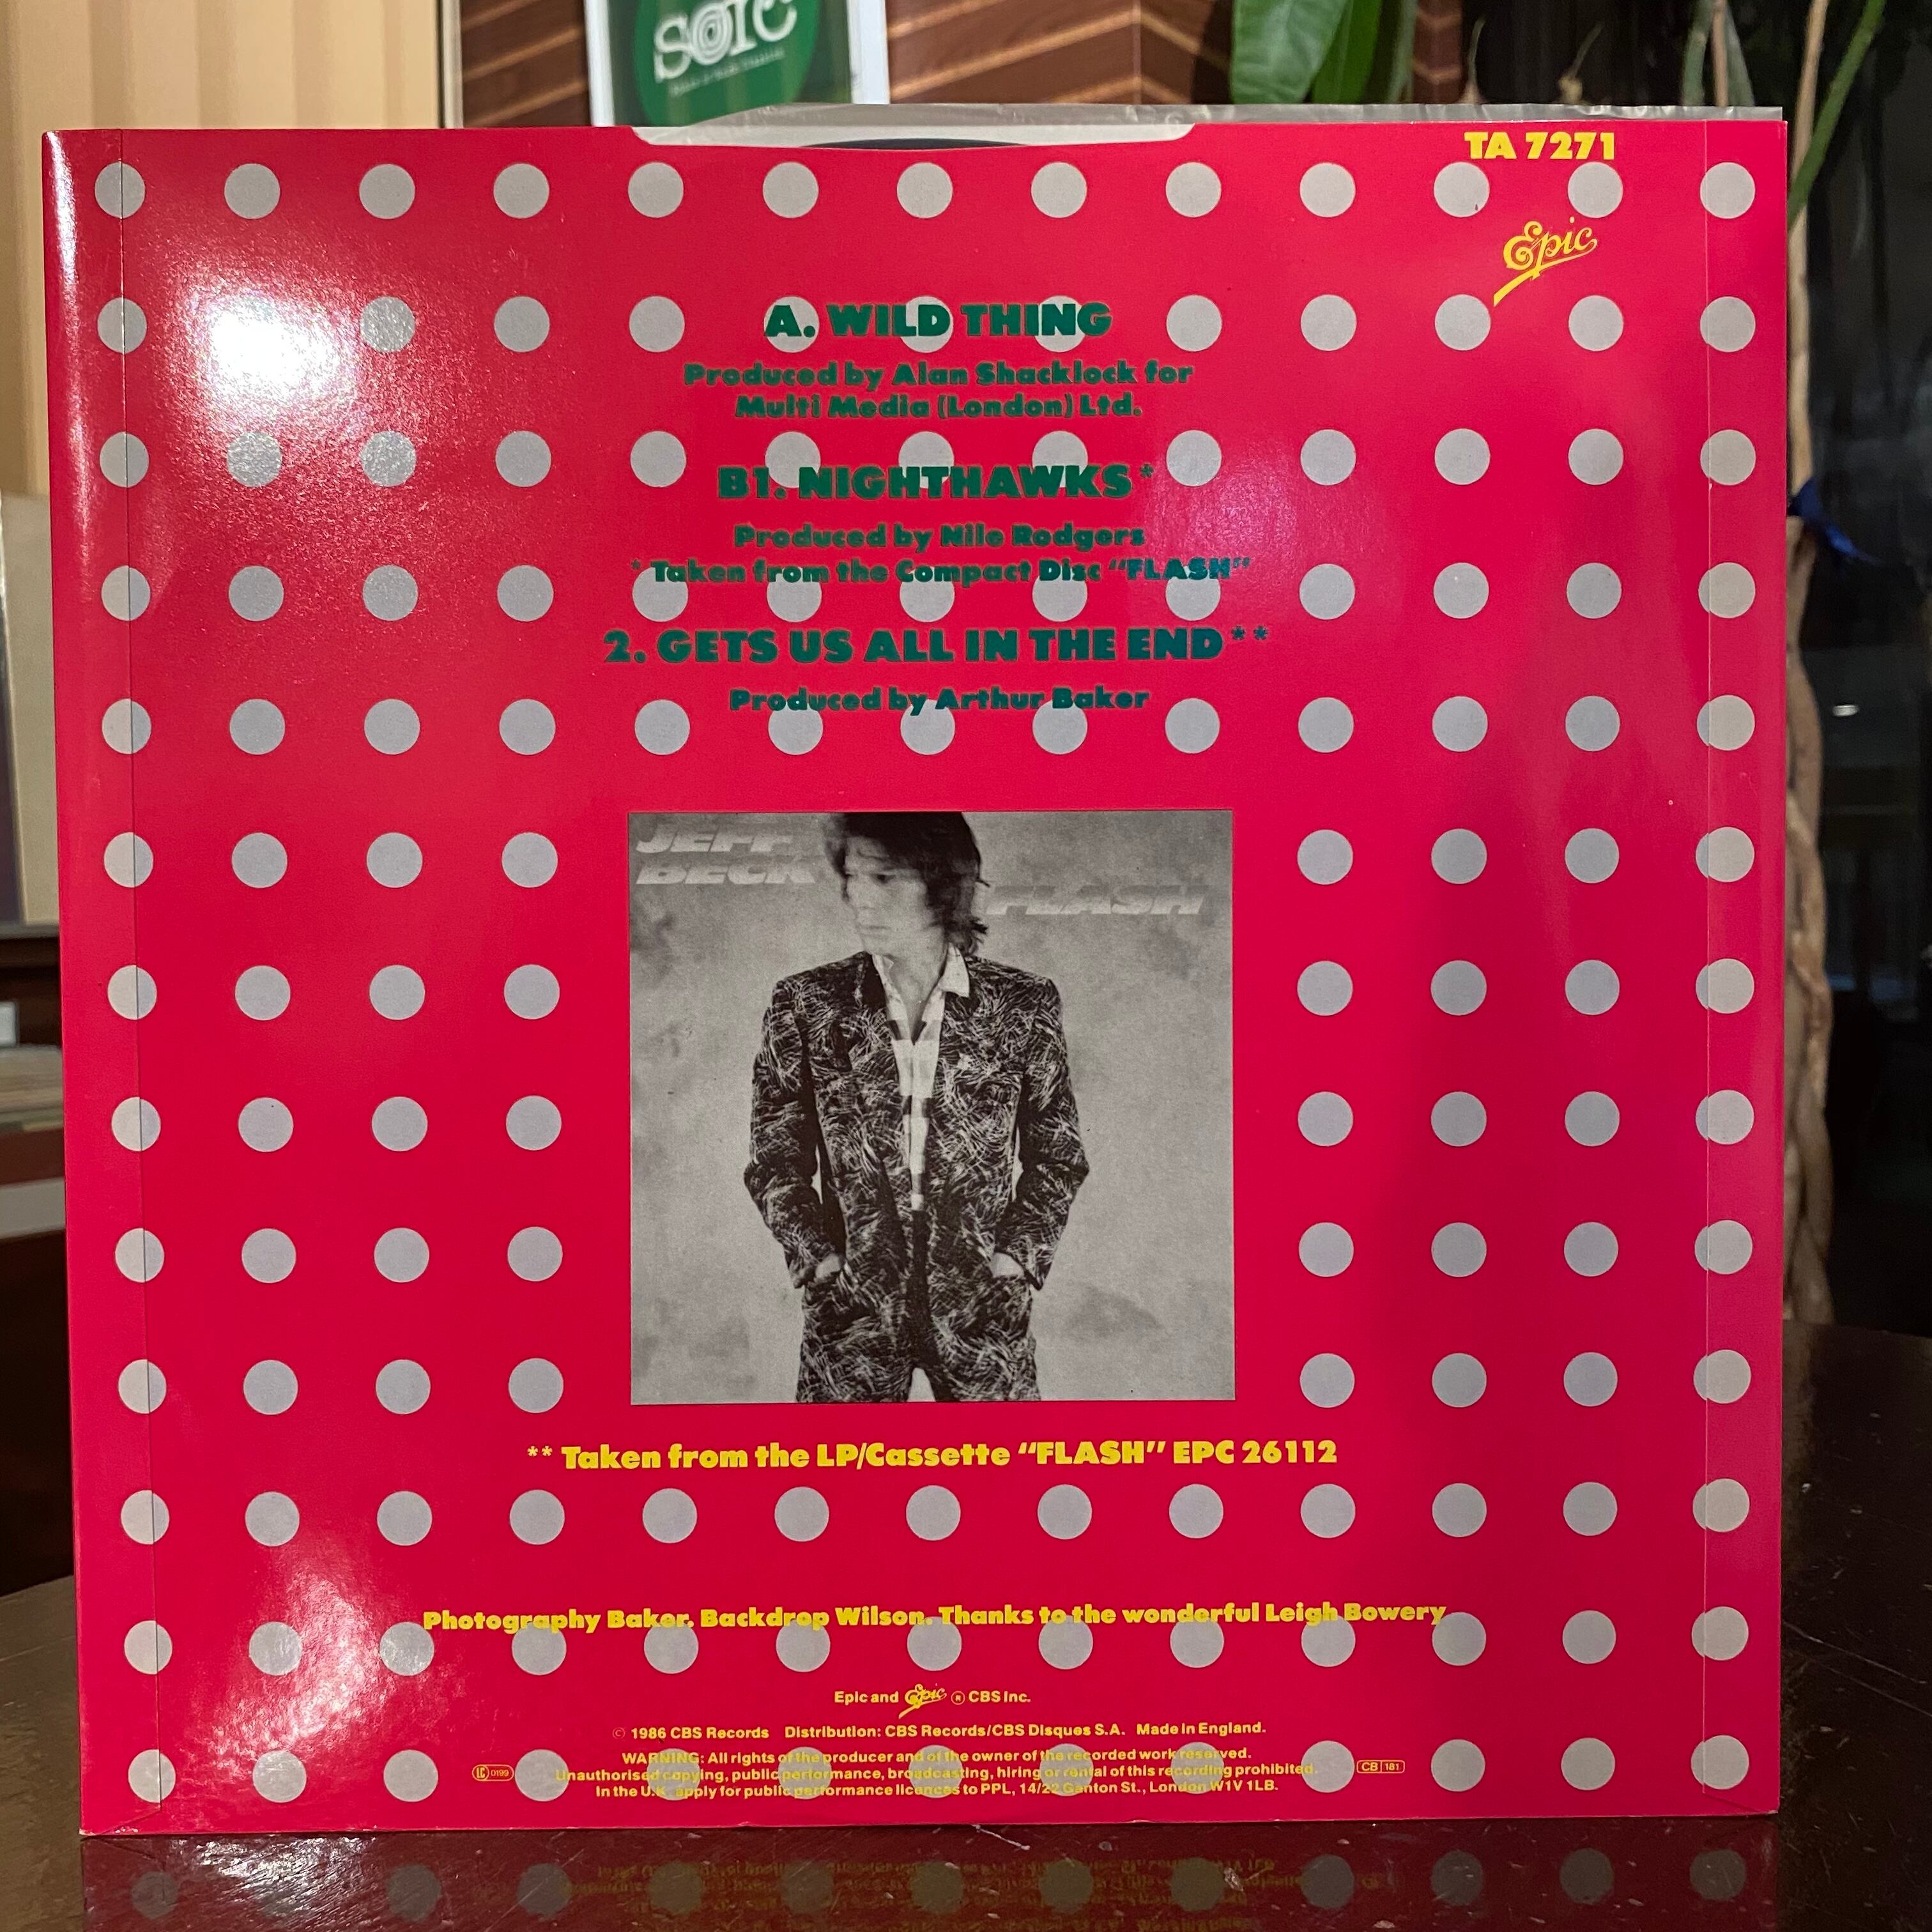 TA 7271
Epic
A. WILD THING
Produced by Alan Shacklock for
Multi Media (London) Ltd.
B1. NIGHTHAWKS*
Produced by Nile Rodgers
* Taken from the Compact Disc "FLASH"
2. GETS US ALL IN THE END**
Produced by Arthur Baker
JEFF
BECK
FLASH
** Taken from the LP/Cassette "FLASH" EPC 26112
Photography Baker. Backdrop Wilson. Thanks to the wonderful Leigh Bowery
Epic and Epic ® CBS Inc.
© 1986 CBS Records Distribution: CBS Records/CBS Disques S.A. Made in England.
WARNING: All rights of the producer and of the owner of the recorded work reserved.
LC 0199
Unauthorised copying, public performance, broadcasting, hiring or rental of this recording prohibited.
CB 181
In the U.K. apply for public performance licences to PPL, 14/22 Ganton St., London W1V 1LB.